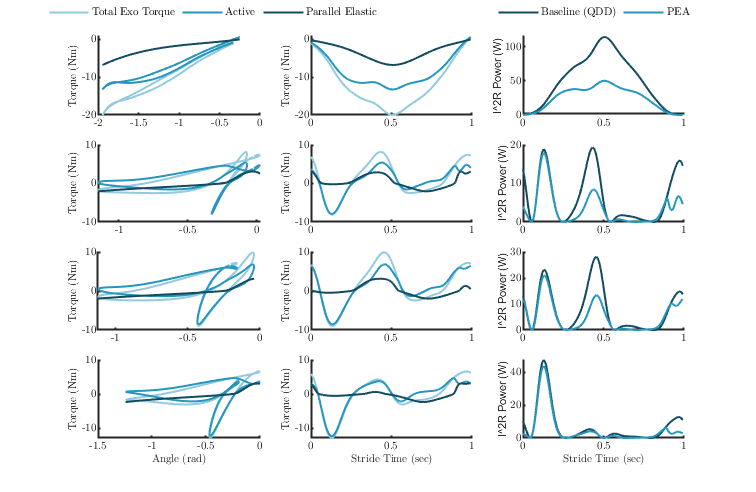 Total Exo Torque Active Parallel Elastic Baseline (QDD) PEA
Torque (Nm) 0 -10 -20 -2 -1.5 -1 -0.5 0
Torque (Nm) 0 -10 -20 0 0.5 1
I^2R Power (W) 100 50 0 0 0.5 1
Torque (Nm) 10 0 -10 -1 0
Torque (Nm) 10 0 -10 0 0.5 1
I^2R Power (W) 20 10 0 0 0.5 1
Torque (Nm) 10 0 -10 -1 0
Torque (Nm) 10 0 -10 0 0.5 1
I^2R Power (W) 30 20 10 0 0 0.5 1
Torque (Nm) 10 0 -10 -1.5 -1 -0.5 0
Angle (rad)
Torque (Nm) 10 0 -10 0 0.5 1
Stride Time (sec)
I^2R Power (W) 40 20 0 0 0.5 1
Stride Time (sec)